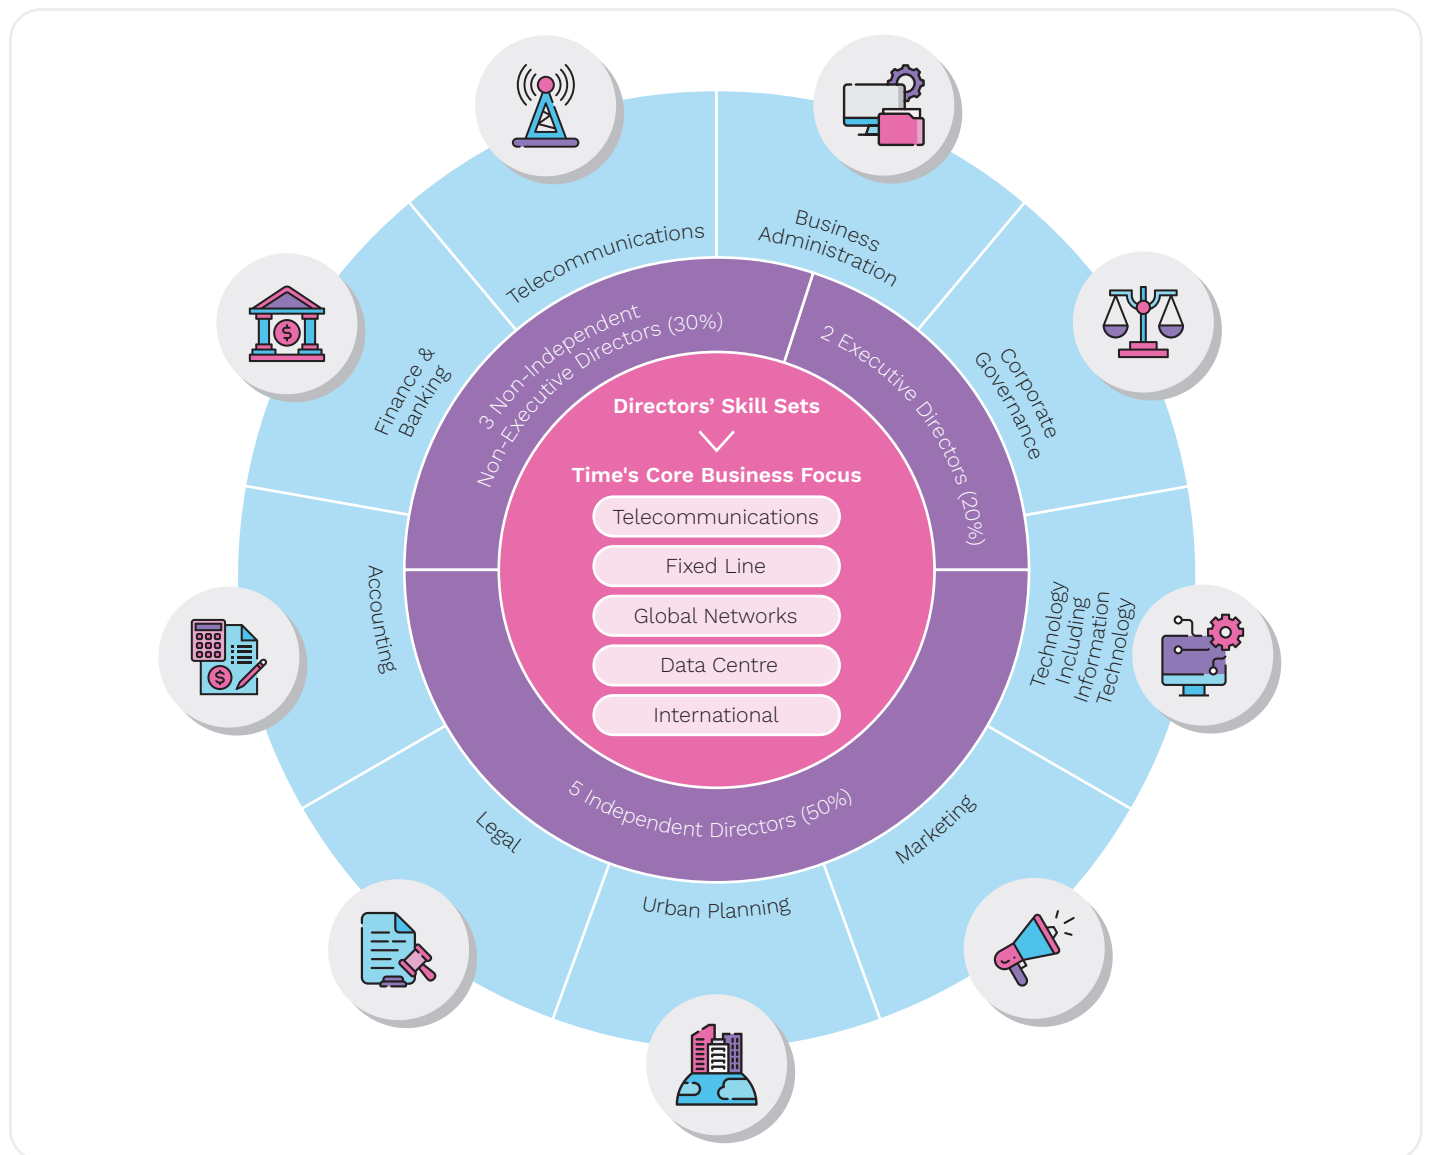 Telecommunications
Business
Administration
Finance &
Banking
Corporate
Governance
Accounting
Technology
Including
Information
Technology
Legal
Marketing
Urban Planning
3 Non-Independent
Non-Executive Directors (30%)
2 Executive Directors (20%)
5 Independent Directors (50%)
Directors’ Skill Sets
Time's Core Business Focus
Telecommunications
Fixed Line
Global Networks
Data Centre
International
$
$